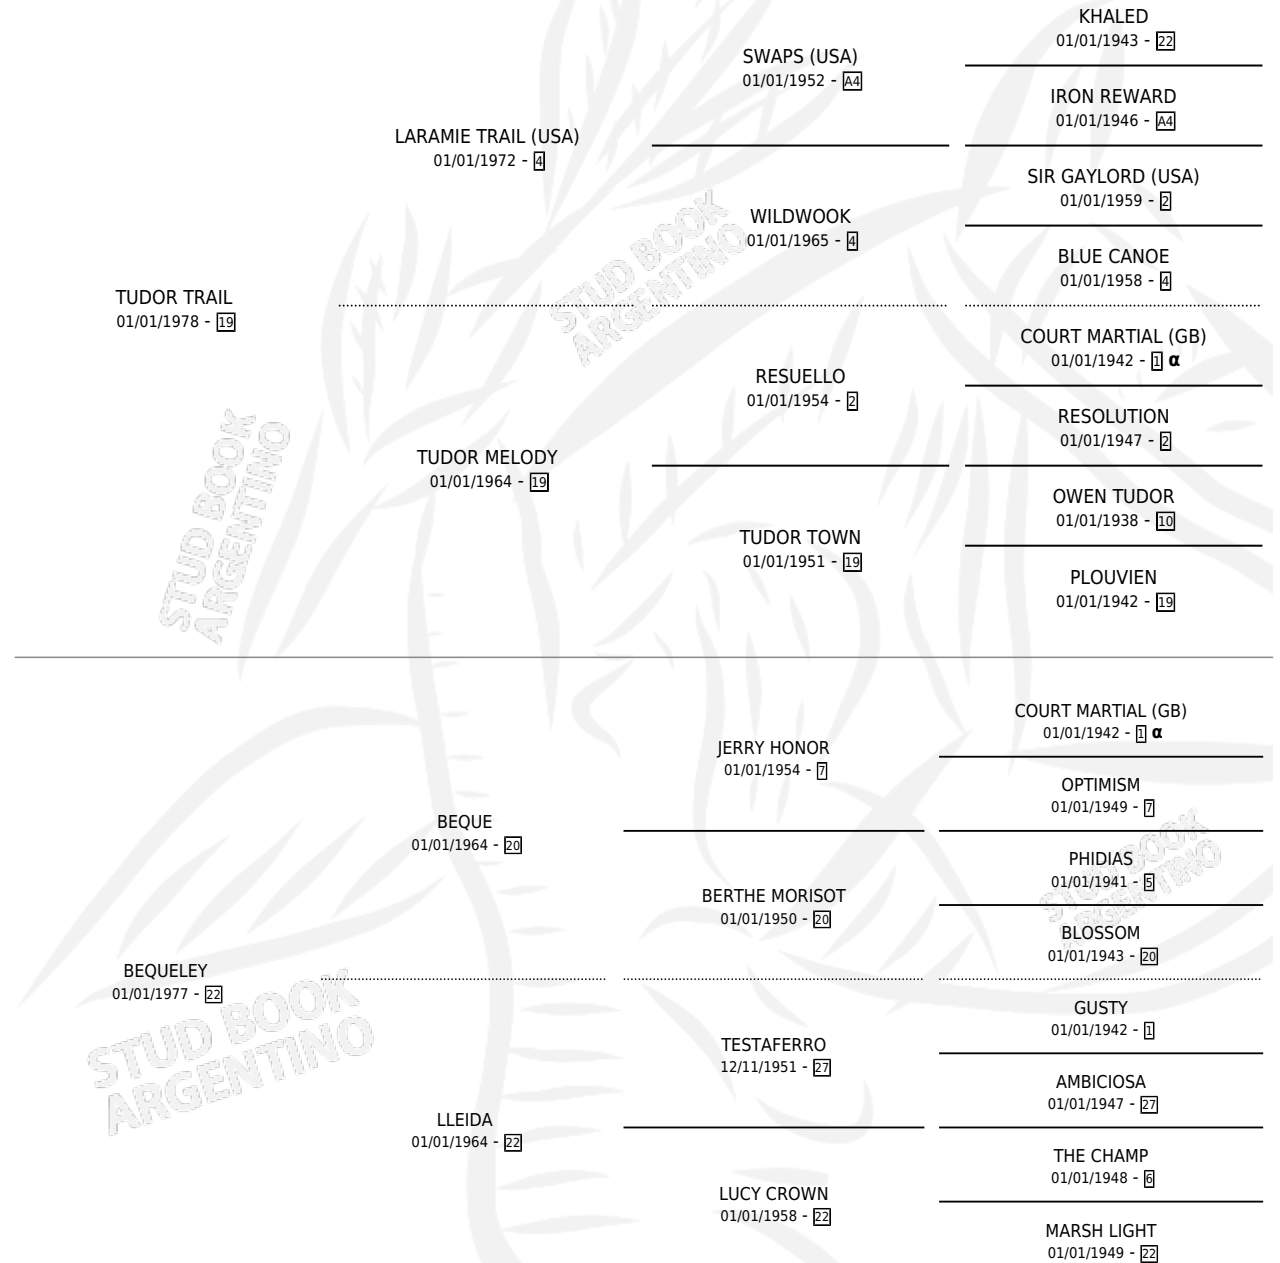 KHALED
01/01/1943 - 22
SWAPS (USA)
01/01/1952 - A4
IRON REWARD
01/01/1946 - A4
LARAMIE TRAIL (USA)
01/01/1972 - 4
SIR GAYLORD (USA)
01/01/1959 - 2
WILDWOOK
01/01/1965 - 4
BLUE CANOE
01/01/1958 - 4
STUD BOOK
ARGENTINO
TUDOR TRAIL
01/01/1978 - 19
COURT MARTIAL (GB)
01/01/1942 - 1 α
RESUELLO
01/01/1954 - 2
RESOLUTION
01/01/1947 - 2
TUDOR MELODY
01/01/1964 - 19
OWEN TUDOR
01/01/1938 - 10
TUDOR TOWN
01/01/1951 - 19
PLOUVIEN
01/01/1942 - 19
STUD BOOK
ARGENTINO
COURT MARTIAL (GB)
01/01/1942 - 1 α
JERRY HONOR
01/01/1954 - 7
OPTIMISM
01/01/1949 - 7
BEQUE
01/01/1964 - 20
PHIDIAS
01/01/1941 - 5
BERTHE MORISOT
01/01/1950 - 20
BLOSSOM
01/01/1943 - 20
STUD BOOK
ARGENTINO
BEQUELEY
01/01/1977 - 22
GUSTY
01/01/1942 - 1
TESTAFERRO
12/11/1951 - 27
AMBICIOSA
01/01/1947 - 27
STUD BOOK
ARGENTINO
LLEIDA
01/01/1964 - 22
THE CHAMP
01/01/1948 - 6
LUCY CROWN
01/01/1958 - 22
MARSH LIGHT
01/01/1949 - 22